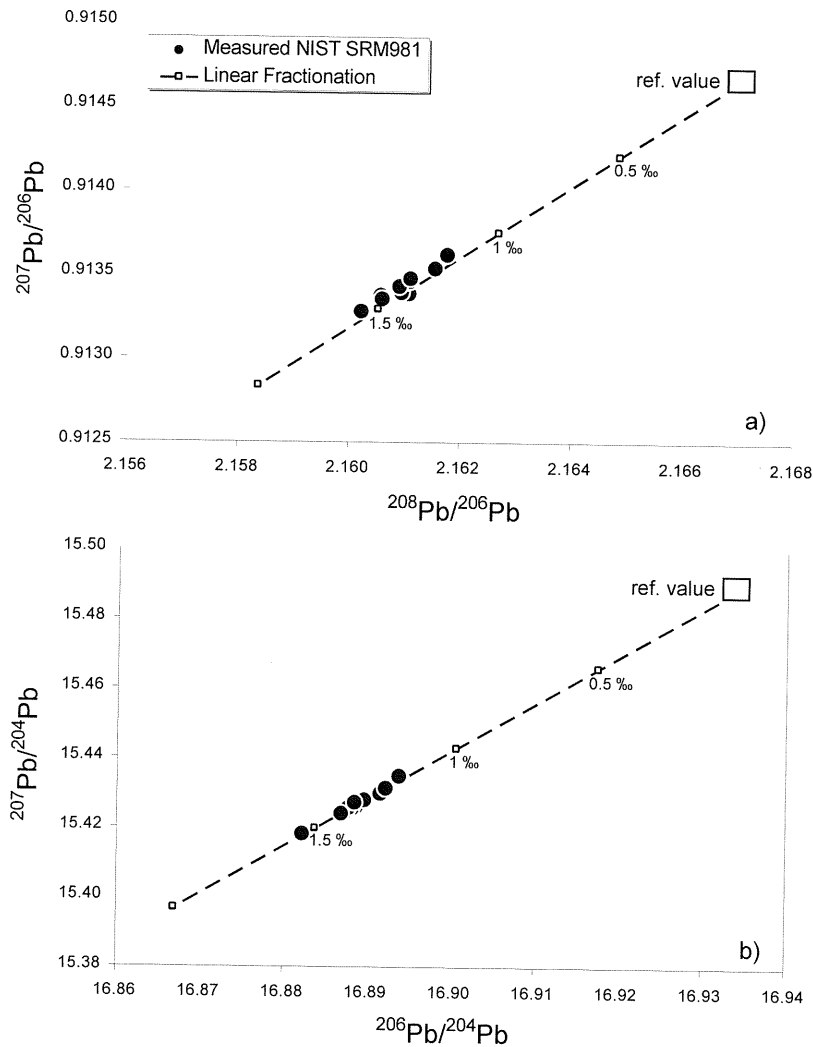 0.9150
Measured NIST SRM981
Linear Fractionation
ref. value
0.9145
0.5 ‰
0.9140
1 ‰
0.9135
1.5 ‰
0.9130
a)
0.9125
2.156 2.158 2.160 2.162 2.164 2.166 2.168
207Pb/206Pb
208Pb/206Pb
15.50
ref. value
15.48
0.5 ‰
15.46
1 ‰
15.44
15.42
1.5 ‰
15.40
b)
15.38
16.86 16.87 16.88 16.89 16.90 16.91 16.92 16.93 16.94
207Pb/204Pb
206Pb/204Pb